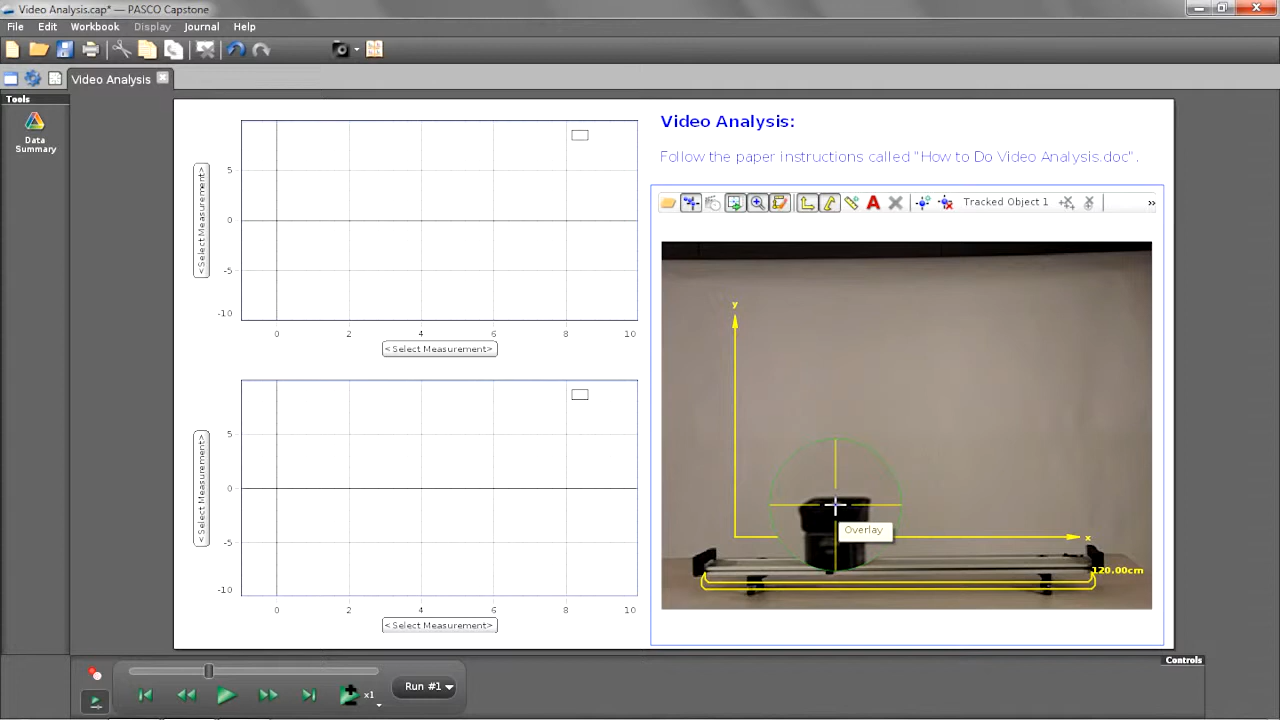 Video Analysis.cap* — PASCO Capstone
File Edit Workbook Display Journal Help
Video Analysis
Tools
Data
Summary
Video Analysis:
Follow the paper instructions called "How to Do Video Analysis.doc".
Tracked Object 1 »
<Select Measurement>
5
0
-5
-10
0 2 4 6 8 10
<Select Measurement>
<Select Measurement>
5
0
-5
-10
0 2 4 6 8 10
<Select Measurement>
y
Overlay
x
120.00cm
Controls
x1
Run #1